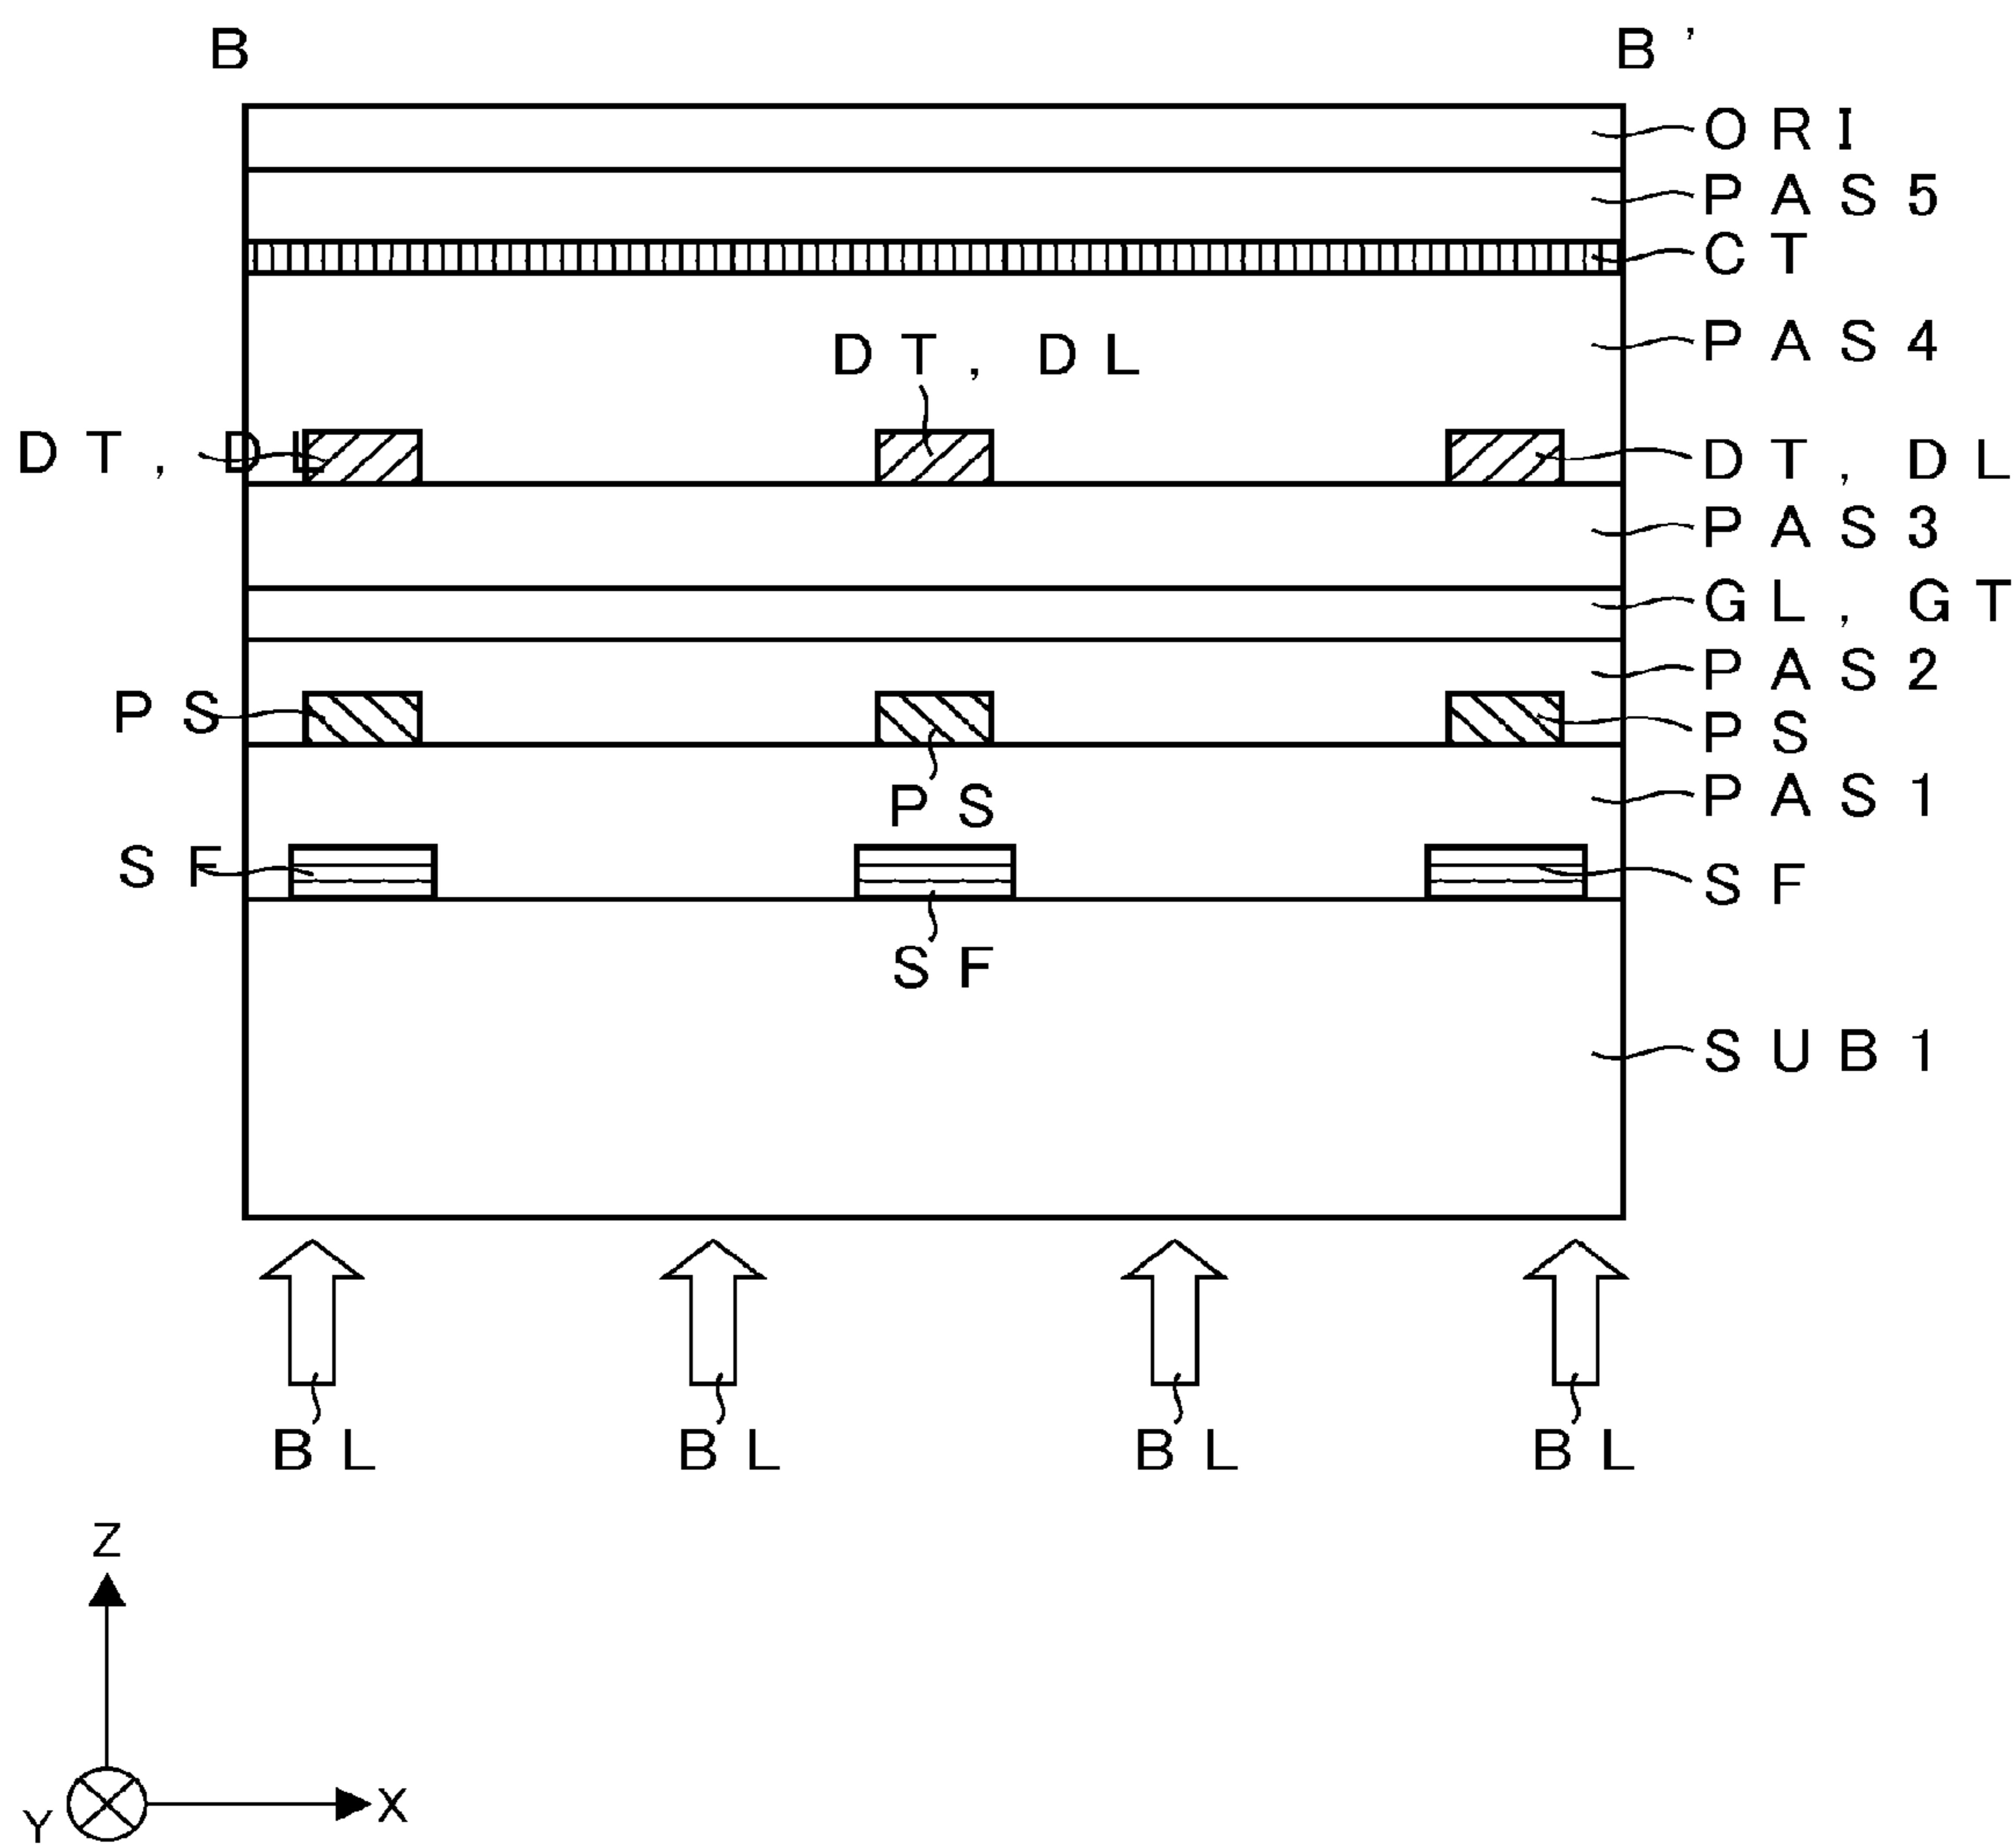 B B'
ORI
PAS5
CT
PAS4
DT, DL
DT, DL
DT, DL
PAS3
GL, GT
PAS2
PS
PS
PAS1
PS
SF
SF
SF
SUB1
BL BL BL BL
Z
X
Y